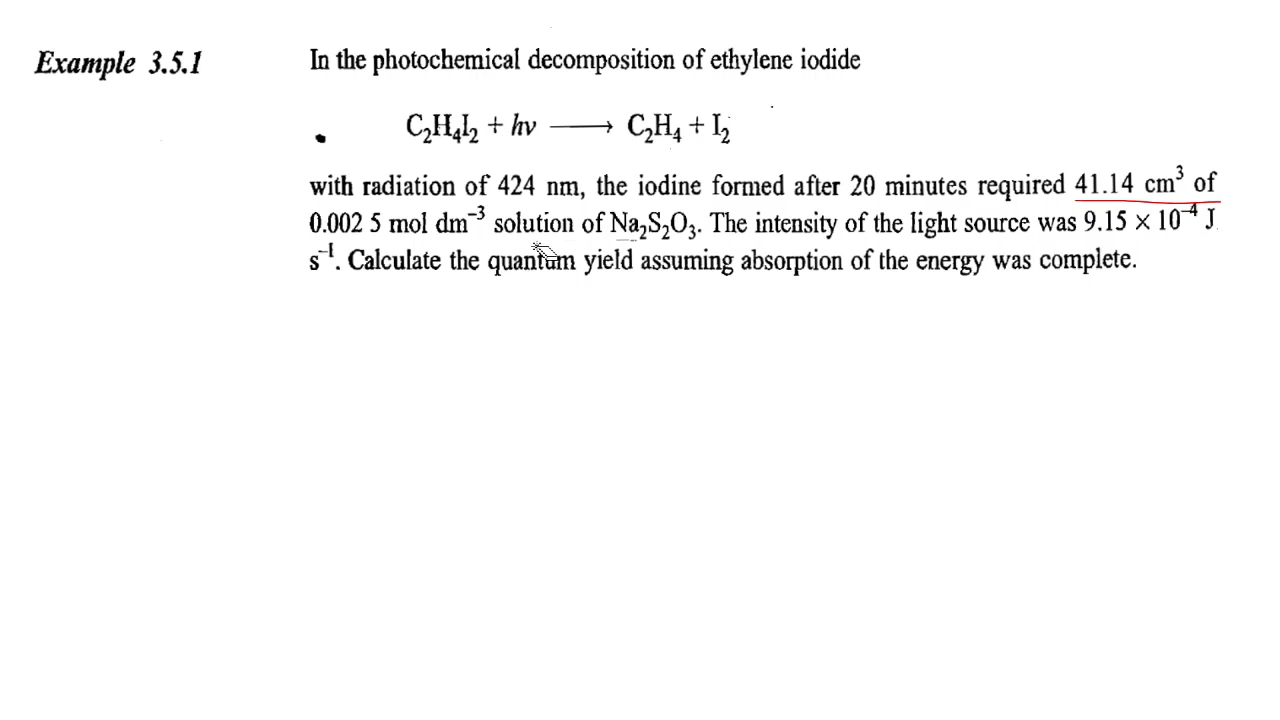 Example 3.5.1 In the photochemical decomposition of ethylene iodide
C₂H₄I₂ + hν ⟶ C₂H₄ + I₂
with radiation of 424 nm, the iodine formed after 20 minutes required 41.14 cm³ of
0.002 5 mol dm⁻³ solution of Na₂S₂O₃. The intensity of the light source was 9.15 × 10⁻⁴ J
s⁻¹. Calculate the quantum yield assuming absorption of the energy was complete.